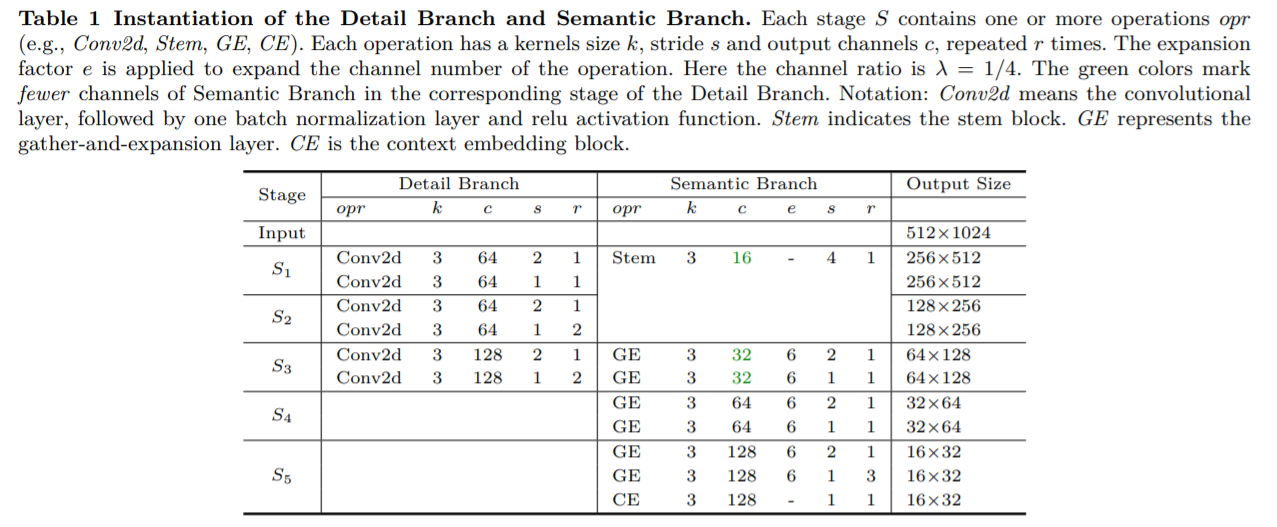 Table 1 Instantiation of the Detail Branch and Semantic Branch. Each stage S contains one or more operations opr
(e.g., Conv2d, Stem, GE, CE). Each operation has a kernels size k, stride s and output channels c, repeated r times. The expansion
factor e is applied to expand the channel number of the operation. Here the channel ratio is λ = 1/4. The green colors mark
fewer channels of Semantic Branch in the corresponding stage of the Detail Branch. Notation: Conv2d means the convolutional
layer, followed by one batch normalization layer and relu activation function. Stem indicates the stem block. GE represents the
gather-and-expansion layer. CE is the context embedding block.
Stage Detail Branch Semantic Branch Output Size
opr k c s r opr k c e s r
Input 512×1024
S1 Conv2d 3 64 2 1 Stem 3 16 - 4 1 256×512
Conv2d 3 64 1 1 256×512
S2 Conv2d 3 64 2 1 128×256
Conv2d 3 64 1 2 128×256
S3 Conv2d 3 128 2 1 GE 3 32 6 2 1 64×128
Conv2d 3 128 1 2 GE 3 32 6 1 1 64×128
S4 GE 3 64 6 2 1 32×64
GE 3 64 6 1 1 32×64
S5 GE 3 128 6 2 1 16×32
GE 3 128 6 1 3 16×32
CE 3 128 - 1 1 16×32